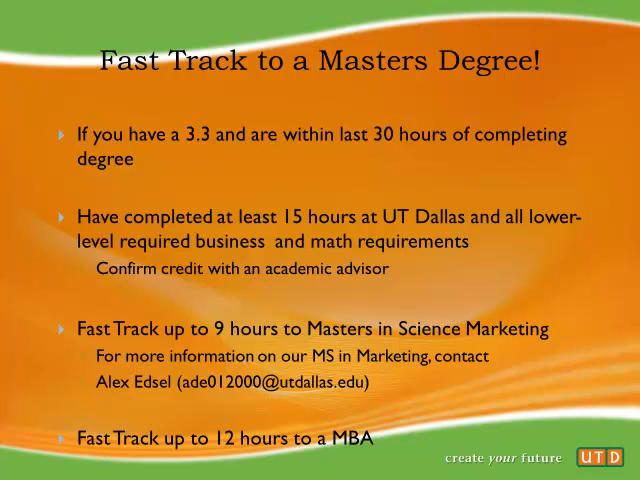 Fast Track to a Masters Degree!
If you have a 3.3 and are within last 30 hours of completing
degree
Have completed at least 15 hours at UT Dallas and all lower-
level required business and math requirements
Confirm credit with an academic advisor
Fast Track up to 9 hours to Masters in Science Marketing
For more information on our MS in Marketing, contact
Alex Edsel (ade012000@utdallas.edu)
Fast Track up to 12 hours to a MBA
create your future UTD